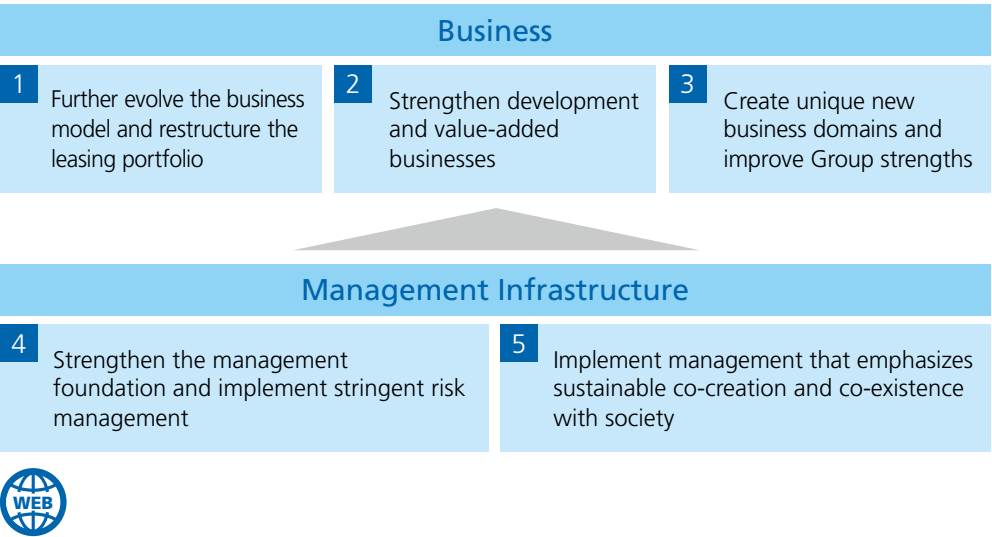 Business
1
Further evolve the business
model and restructure the
leasing portfolio
2
Strengthen development
and value-added
businesses
3
Create unique new
business domains and
improve Group strengths
Management Infrastructure
4
Strengthen the management
foundation and implement stringent risk
management
5
Implement management that emphasizes
sustainable co-creation and co-existence
with society
WEB